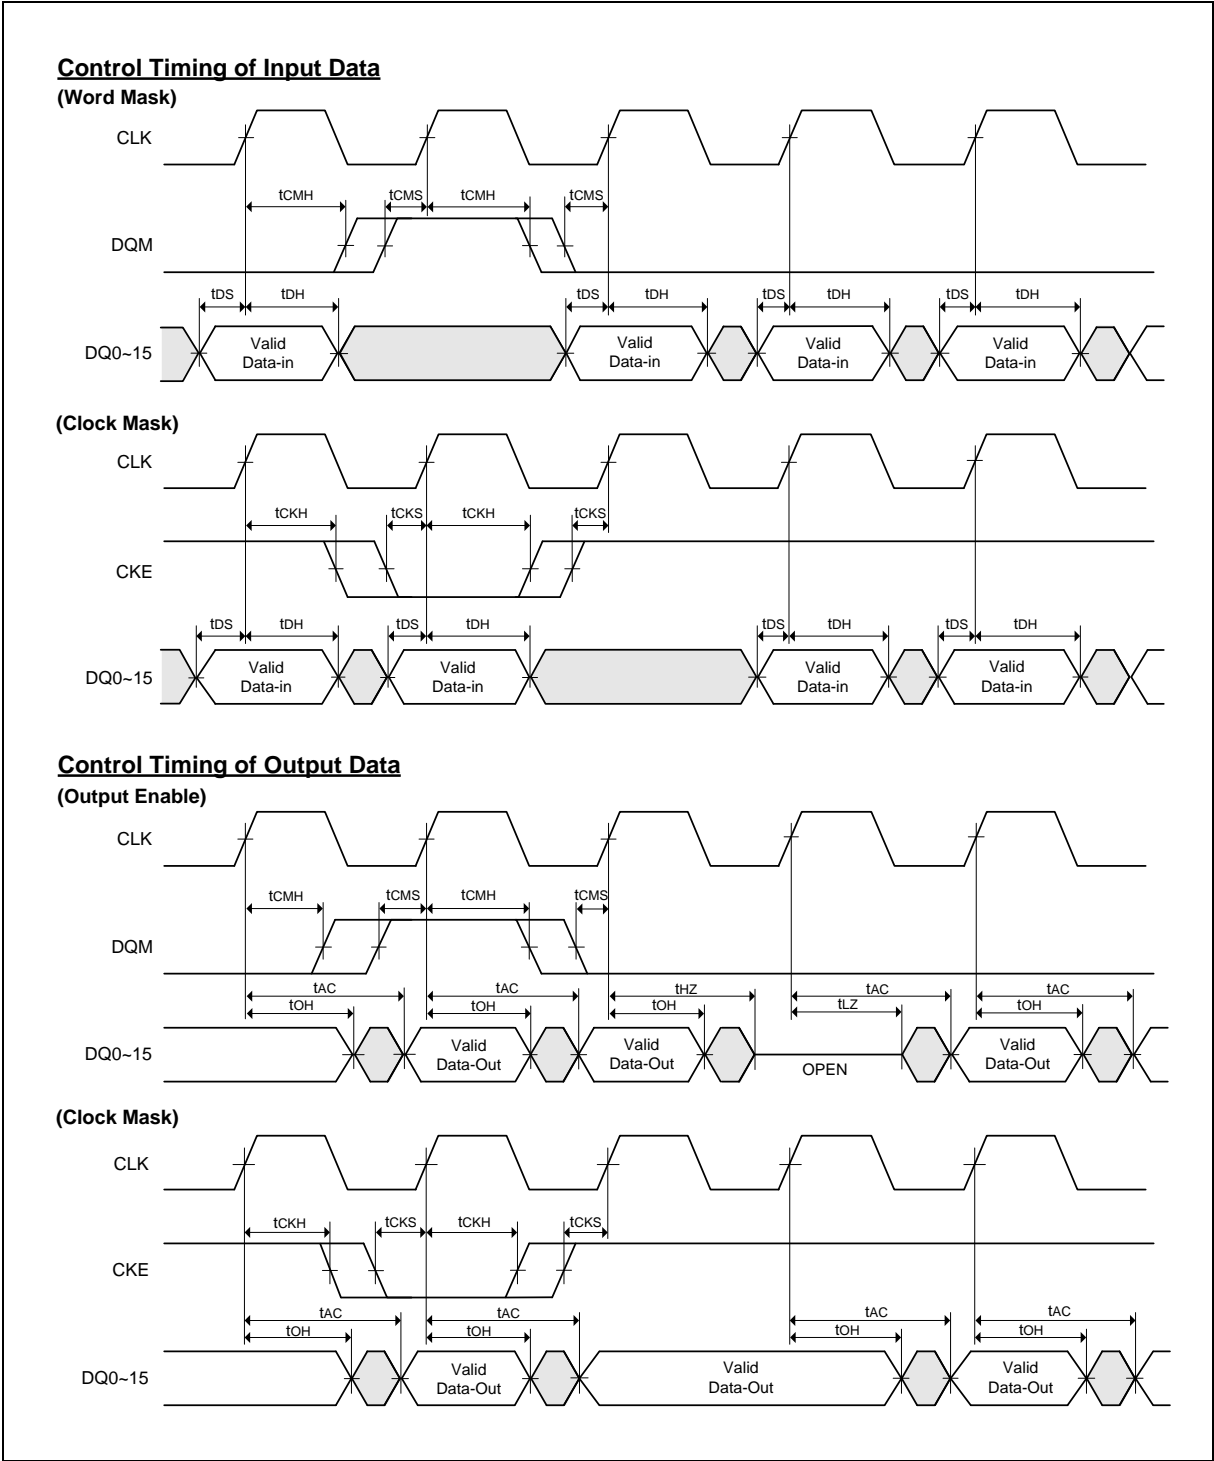 Control Timing of Input Data
(Word Mask)
CLK
tCMH tCMS tCMH tCMS
DQM
tDS tDH tDS tDH tDS tDH tDS tDH
DQ0~15
Valid Data-in
Valid Data-in
Valid Data-in
Valid Data-in
(Clock Mask)
CLK
tCKH tCKS tCKH tCKS
CKE
tDS tDH tDS tDH tDS tDH tDS tDH
DQ0~15
Valid Data-in
Valid Data-in
Valid Data-in
Valid Data-in
Control Timing of Output Data
(Output Enable)
CLK
tCMH tCMS tCMH tCMS
DQM
tAC tAC tHZ tAC tAC
tOH tOH tOH tLZ tOH
DQ0~15
Valid Data-Out
Valid Data-Out
OPEN
Valid Data-Out
(Clock Mask)
CLK
tCKH tCKS tCKH tCKS
CKE
tAC tAC tAC tAC
tOH tOH tOH tOH
DQ0~15
Valid Data-Out
Valid Data-Out
Valid Data-Out